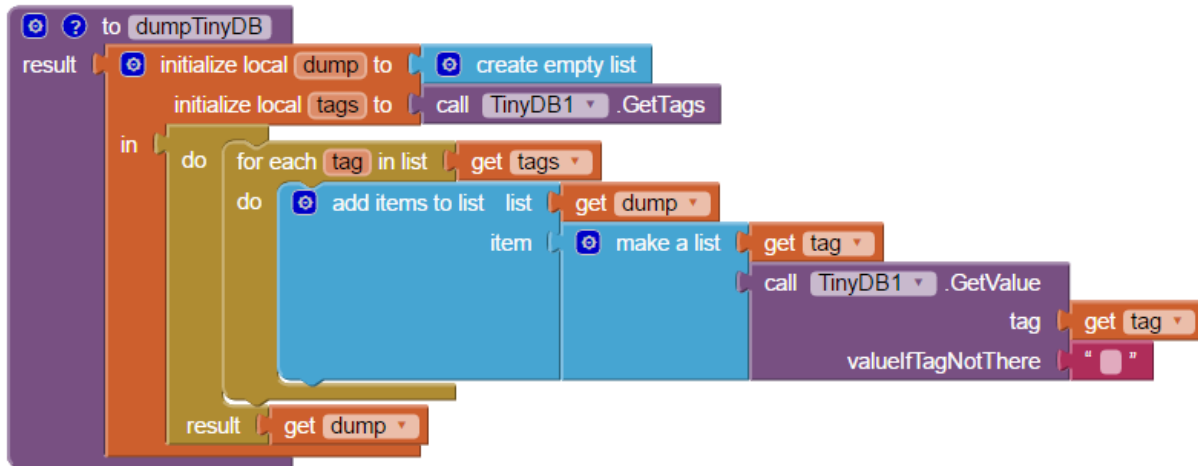 ? to dumpTinyDB
result initialize local dump to create empty list
initialize local tags to call TinyDB1 .GetTags
in do for each tag in list get tags
do add items to list list get dump
item make a list get tag
call TinyDB1 .GetValue
tag get tag
valueIfTagNotThere " "
result get dump